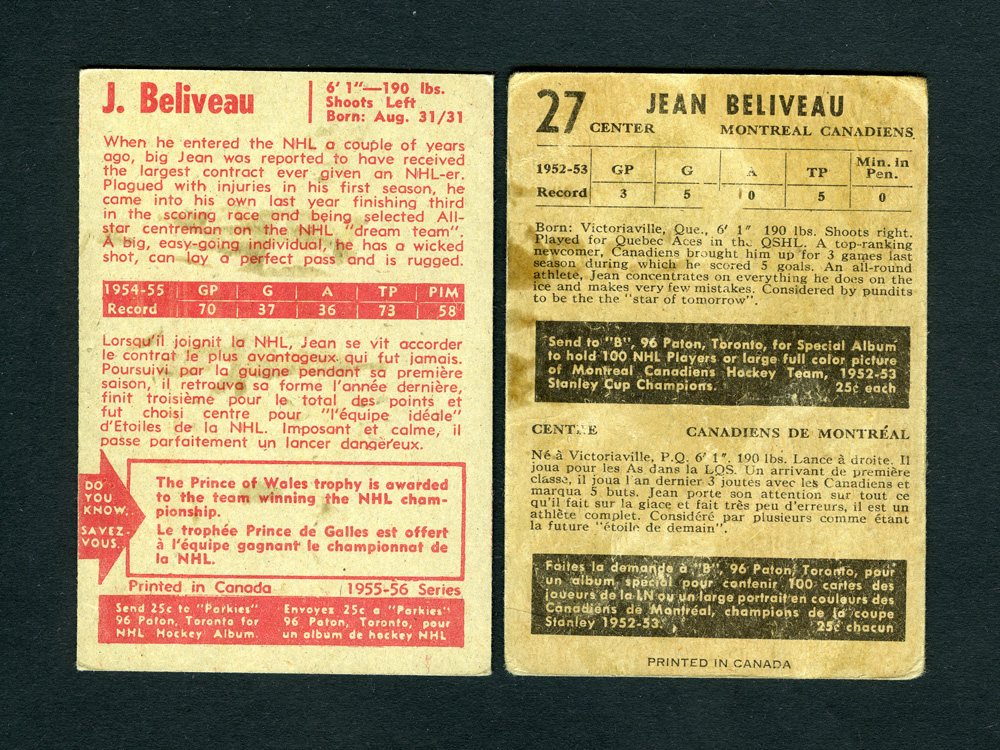 J. Beliveau
6' 1"—190 lbs.
Shoots Left
Born: Aug. 31/31
When he entered the NHL a couple of years
ago, big Jean was reported to have received
the largest contract ever given an NHL-er.
Plagued with injuries in his first season, he
came into his own last year finishing third
in the scoring race and being selected All-
star centreman on the NHL "dream team".
A big, easy-going individual, he has a wicked
shot, can lay a perfect pass and is rugged.
1954-55 GP G A TP PIM
Record 70 37 36 73 58
Lorsqu'il joignit la NHL, Jean se vit accorder
le contrat le plus avantageux qui fut jamais.
Poursuivi par la guigne pendant sa première
saison, il retrouva sa forme l'année dernière,
finit troisième pour le total des points et
fut choisi centre pour "l'équipe idéale"
d'Etoiles de la NHL. Imposant et calme, il
passe parfaitement un lancer dangereux.
DO
YOU
KNOW.
SAVEZ-
VOUS.
The Prince of Wales trophy is awarded
to the team winning the NHL cham-
pionship.
Le trophée Prince de Galles est offert
à l'équipe gagnant le championnat de
la NHL.
Printed in Canada 1955-56 Series
Send 25c to "Parkies"
96 Paton, Toronto for
NHL Hockey Album.
Envoyez 25c a "Parkies"
96 Paton, Toronto, pour
un album de hockey NHL
27 JEAN BELIVEAU
CENTER MONTREAL CANADIENS
1952-53 GP G A TP Min. in Pen.
Record 3 5 0 5 0
Born: Victoriaville, Que., 6' 1" 190 lbs. Shoots right.
Played for Quebec Aces in the QSHL. A top-ranking
newcomer, Canadiens brought him up for 3 games last
season during which he scored 5 goals. An all-round
athlete, Jean concentrates on everything he does on the
ice and makes very few mistakes. Considered by pundits
to be the the "star of tomorrow".
Send to "B", 96 Paton, Toronto, for Special Album
to hold 100 NHL Players or large full color picture
of Montreal Canadiens Hockey Team, 1952-53
Stanley Cup Champions. 25c each
CENTRE CANADIENS DE MONTRÉAL
Né à Victoriaville, P.Q. 6' 1". 190 lbs. Lance à droite. Il
joua pour les As dans la LQS. Un arrivant de première
classe, il joua l'an dernier 3 joutes avec les Canadiens et
marqua 5 buts. Jean porte son attention sur tout ce
qu'il fait sur la glace et fait très peu d'erreurs, il est un
athlète complet. Considéré par plusieurs comme étant
la future "étoile de demain".
Faites la demande à "B", 96 Paton, Toronto, pour
un album spécial pour contenir 100 cartes des
joueurs de la LN ou un large portrait en couleurs des
Canadiens de Montréal, champions de la coupe
Stanley 1952-53. 25c chacun
PRINTED IN CANADA